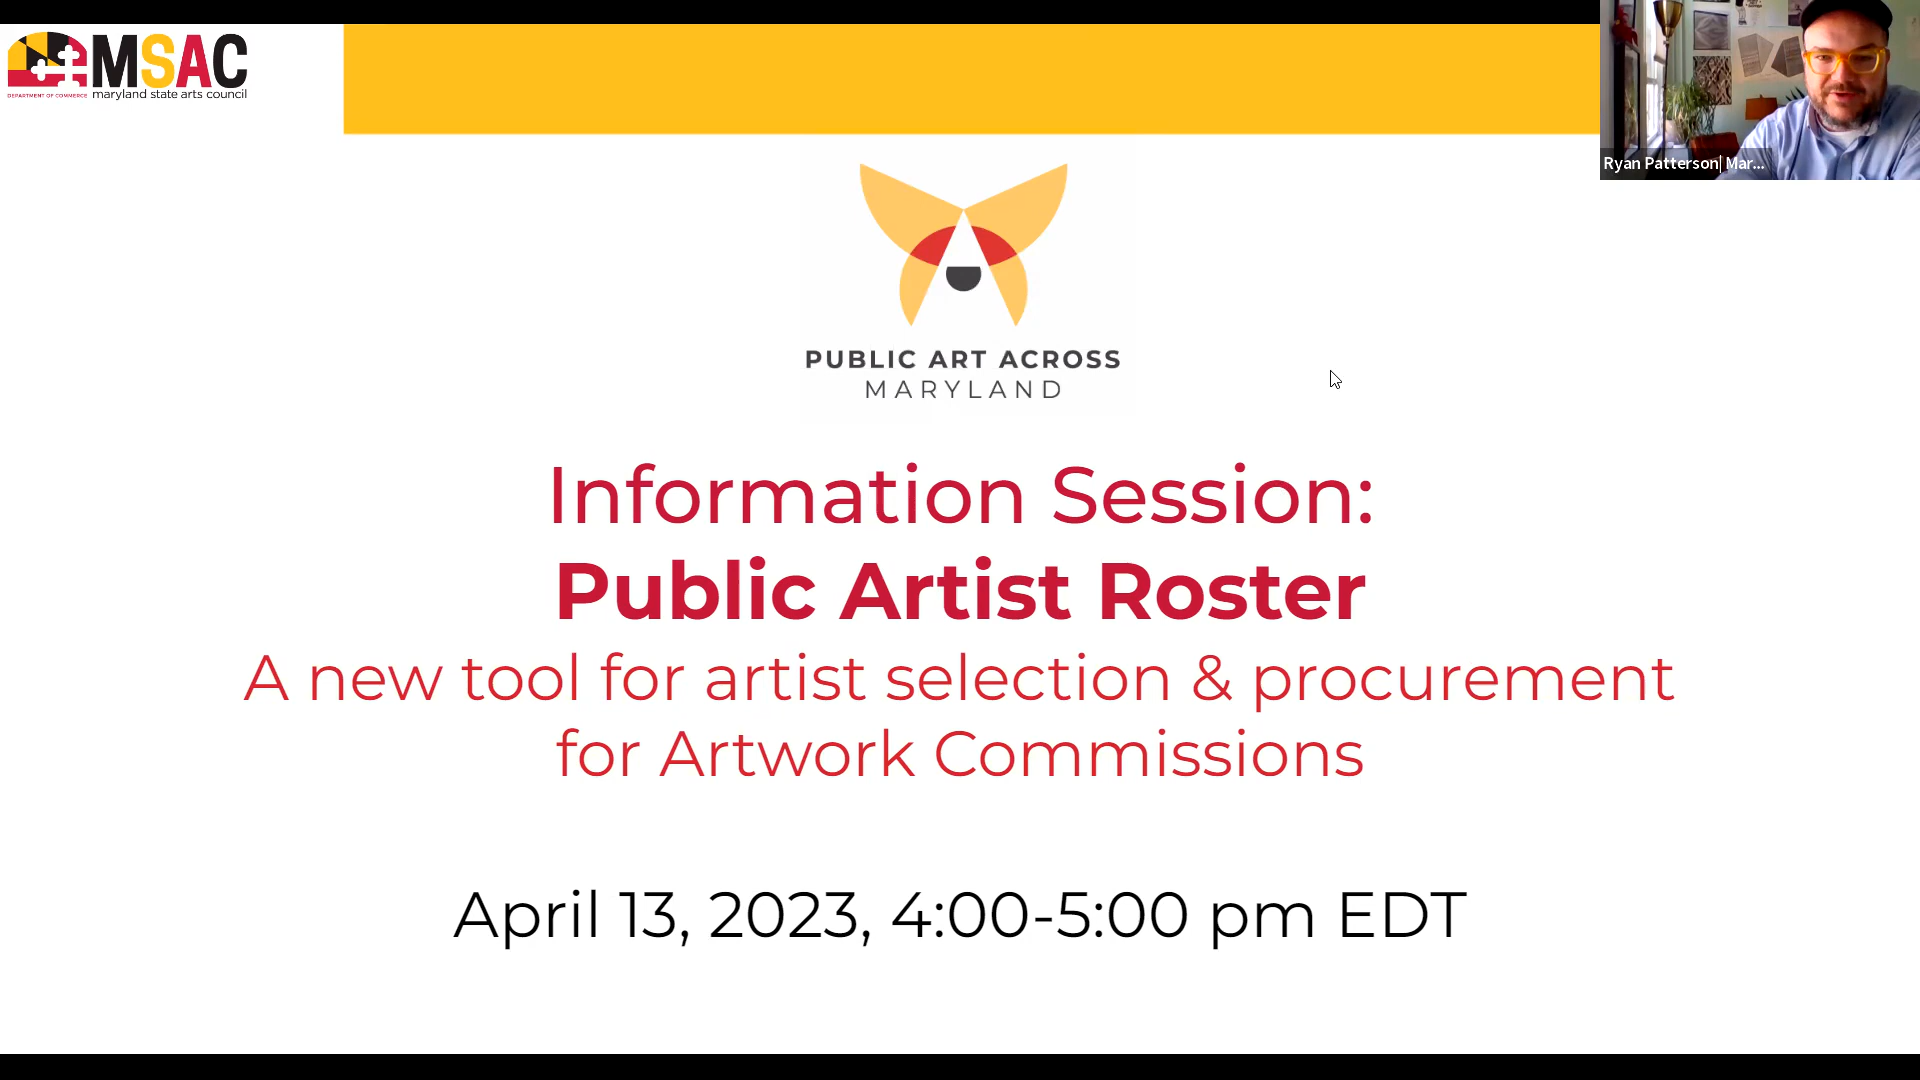 MSAC
DEPARTMENT OF COMMERCE
maryland state arts council
Ryan Patterson| Mar...
PUBLIC ART ACROSS
MARYLAND
Information Session:
Public Artist Roster
A new tool for artist selection & procurement
for Artwork Commissions
April 13, 2023, 4:00-5:00 pm EDT